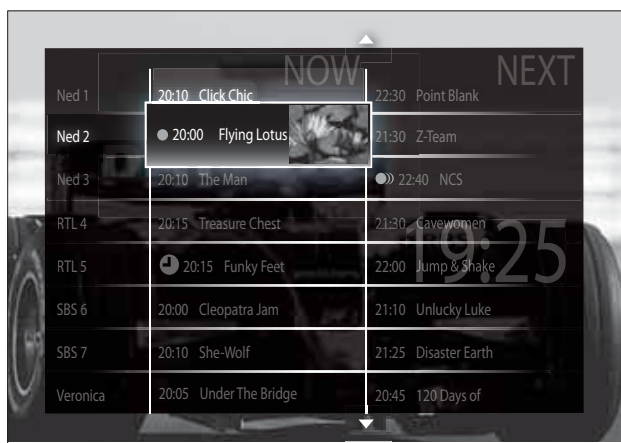 NOW NEXT
Ned 1 20:10 Click Chic 22:30 Point Blank
Ned 2 20:00 Flying Lotus 21:30 Z-Team
Ned 3 20:10 The Man 22:40 NCS
RTL 4 20:15 Treasure Chest 21:30 Cavewomen
19:25
RTL 5 20:15 Funky Feet 22:00 Jump & Shake
SBS 6 20:00 Cleopatra Jam 21:10 Unlucky Luke
SBS 7 20:10 She-Wolf 21:25 Disaster Earth
Veronica 20:05 Under The Bridge 20:45 120 Days of